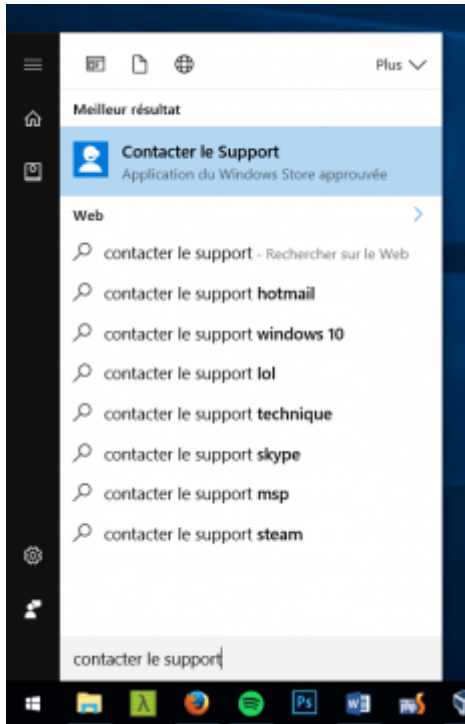 Plus
Meilleur résultat
Contacter le Support
Application du Windows Store approuvée
Web
contacter le support - Rechercher sur le Web
contacter le support hotmail
contacter le support windows 10
contacter le support lol
contacter le support technique
contacter le support skype
contacter le support msp
contacter le support steam
contacter le support
Ps